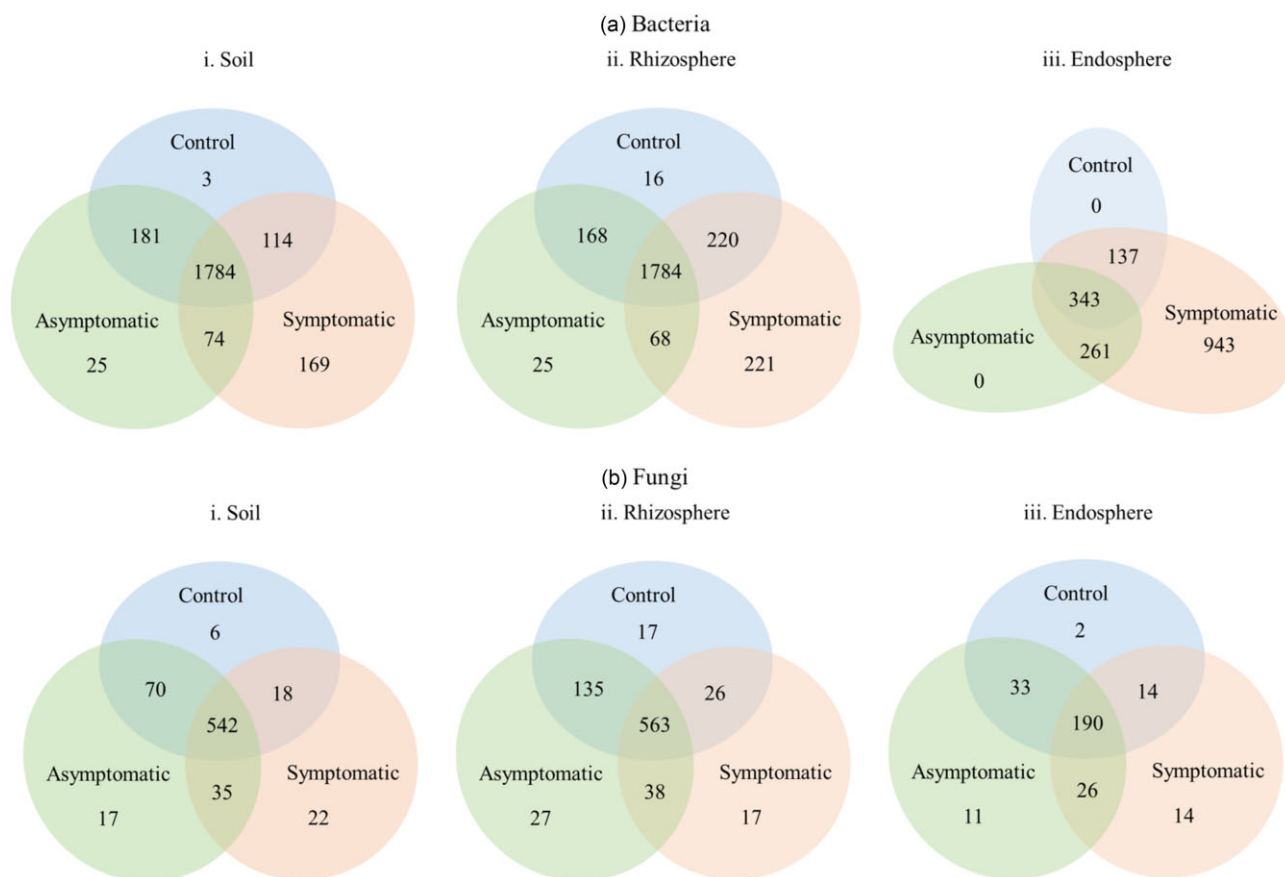 (a) Bacteria
i. Soil
ii. Rhizosphere
iii. Endosphere
Control
3
181
114
1784
Asymptomatic
Symptomatic
74
25
169
Control
16
168
220
1784
Asymptomatic
Symptomatic
68
25
221
Control
0
137
343
Asymptomatic
Symptomatic
261
943
0
(b) Fungi
i. Soil
ii. Rhizosphere
iii. Endosphere
Control
6
70
18
542
Asymptomatic
Symptomatic
35
17
22
Control
17
135
26
563
Asymptomatic
Symptomatic
38
27
17
Control
2
33
14
190
Asymptomatic
Symptomatic
26
11
14